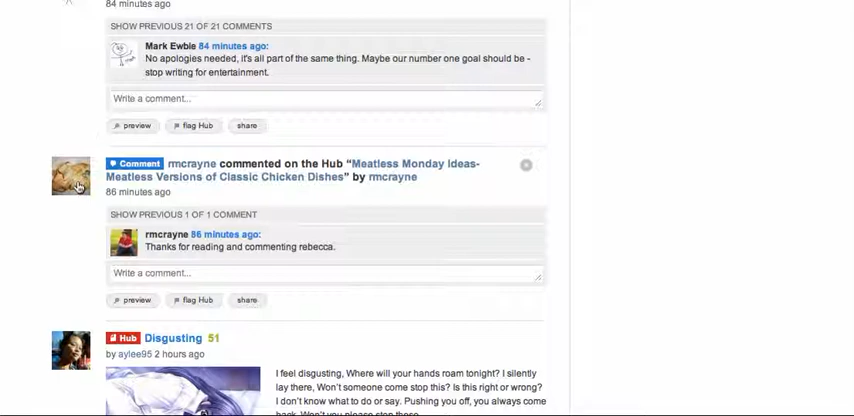 84 minutes ago
SHOW PREVIOUS 21 OF 21 COMMENTS
Mark Ewbie 84 minutes ago:
No apologies needed, it's all part of the same thing. Maybe our number one goal should be -
stop writing for entertainment.
Write a comment...
preview flag Hub share
Comment rmcrayne commented on the Hub “Meatless Monday Ideas-
Meatless Versions of Classic Chicken Dishes” by rmcrayne
86 minutes ago
SHOW PREVIOUS 1 OF 1 COMMENT
rmcrayne 86 minutes ago:
Thanks for reading and commenting rebecca.
Write a comment...
preview flag Hub share
Hub Disgusting 51
by aylee95 2 hours ago
I feel disgusting, Where will your hands roam tonight? I silently
lay there, Won't someone come stop this? Is this right or wrong?
I don't know what to do or say. Pushing you off, you always come
back. Won't you please stop these